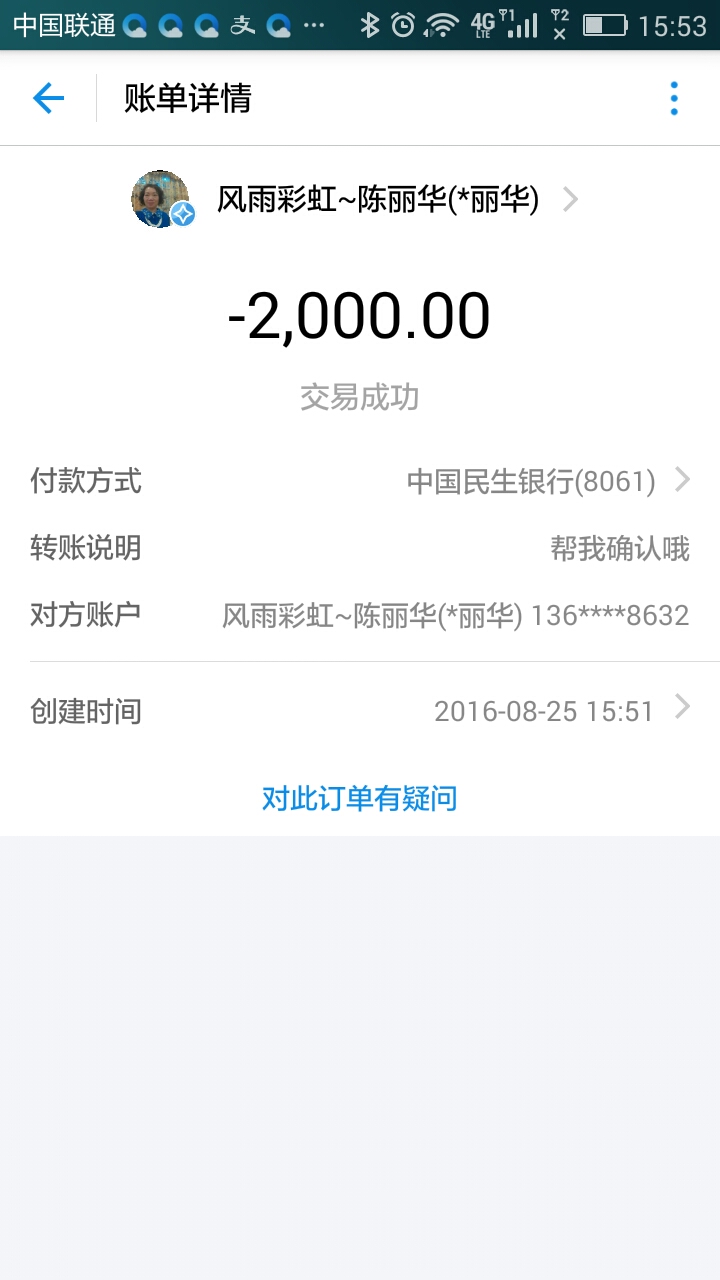 中国联通 支 ··· 4G LTE 1 2 15:53
账单详情
风雨彩虹~陈丽华(*丽华)
-2,000.00
交易成功
付款方式 中国民生银行(8061)
转账说明 帮我确认哦
对方账户 风雨彩虹~陈丽华(*丽华) 136****8632
创建时间 2016-08-25 15:51
对此订单有疑问